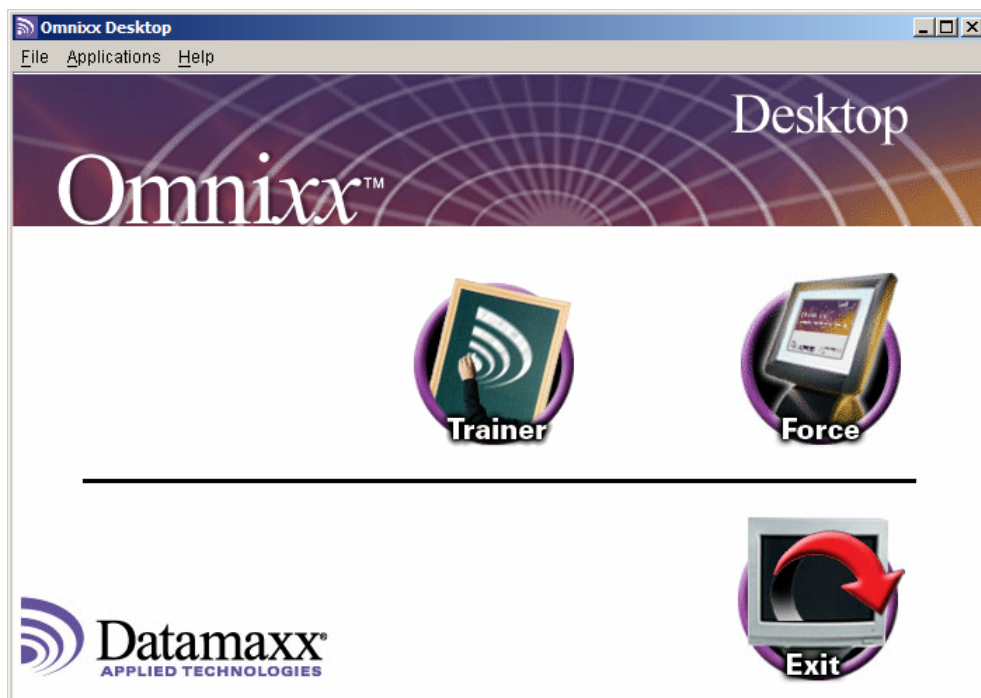 Omnixx Desktop
File Applications Help
Desktop
Omnixx™
Trainer
Force
Exit
Datamaxx®
APPLIED TECHNOLOGIES